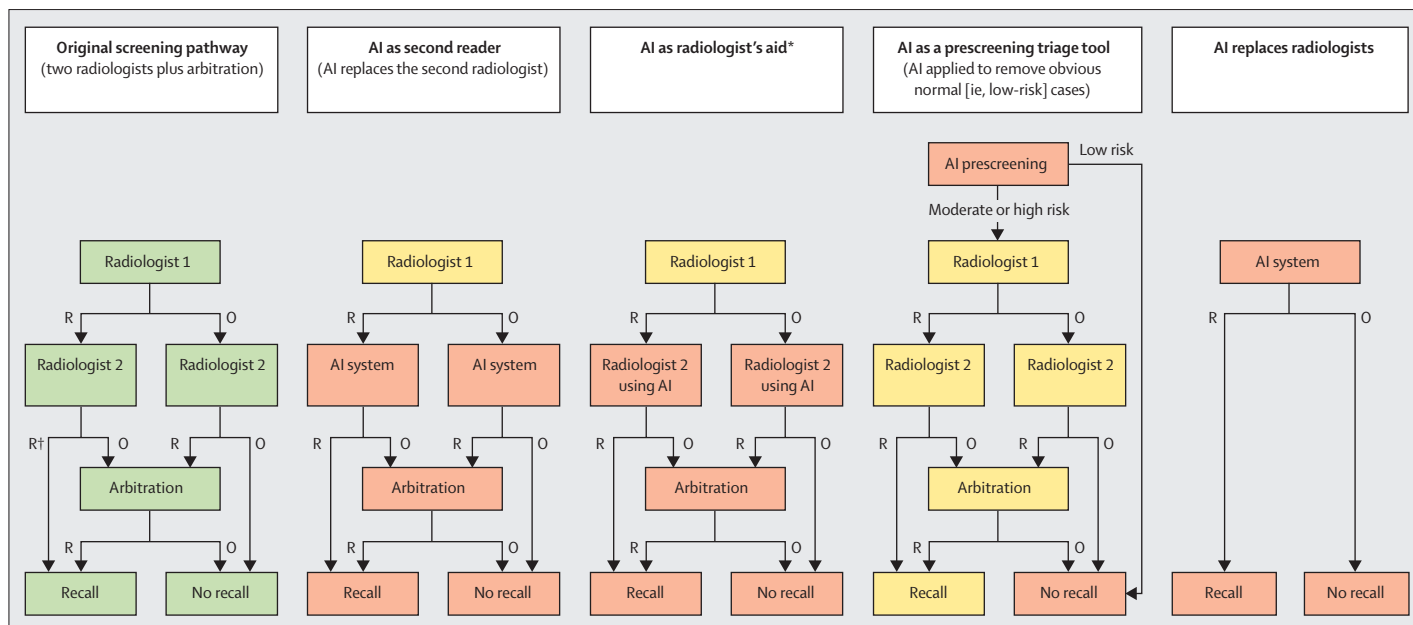 Original screening pathway
(two radiologists plus arbitration)
AI as second reader
(AI replaces the second radiologist)
AI as radiologist's aid*
AI as a prescreening triage tool
(AI applied to remove obvious
normal [ie, low-risk] cases)
AI replaces radiologists
AI prescreening
Low risk
Moderate or high risk
Radiologist 1
Radiologist 1
Radiologist 1
Radiologist 1
AI system
R
O
R
O
R
O
R
O
R
O
Radiologist 2
Radiologist 2
AI system
AI system
Radiologist 2
using AI
Radiologist 2
using AI
Radiologist 2
Radiologist 2
R†
O
R
O
R
O
R
O
R
O
R
O
R
O
R
O
Arbitration
Arbitration
Arbitration
Arbitration
R
O
R
O
R
O
R
O
Recall
No recall
Recall
No recall
Recall
No recall
Recall
No recall
Recall
No recall